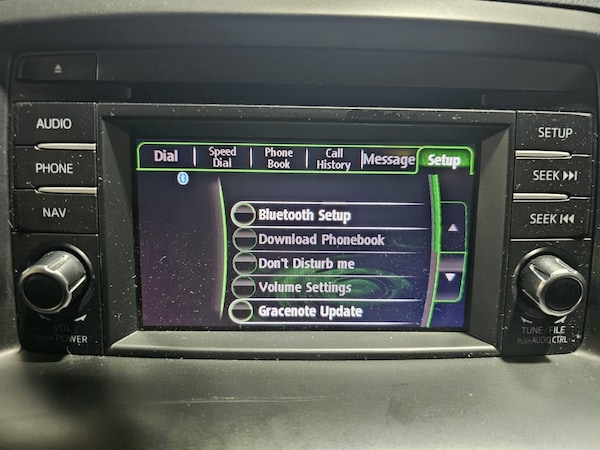 AUDIO
PHONE
NAV
VOL
PUSH POWER
Dial
Speed
Dial
Phone
Book
Call
History
Message
Setup
Bluetooth Setup
Download Phonebook
Don't Disturb me
Volume Settings
Gracenote Update
SETUP
SEEK
SEEK
TUNE/FILE
PUSH AUDIO CTRL